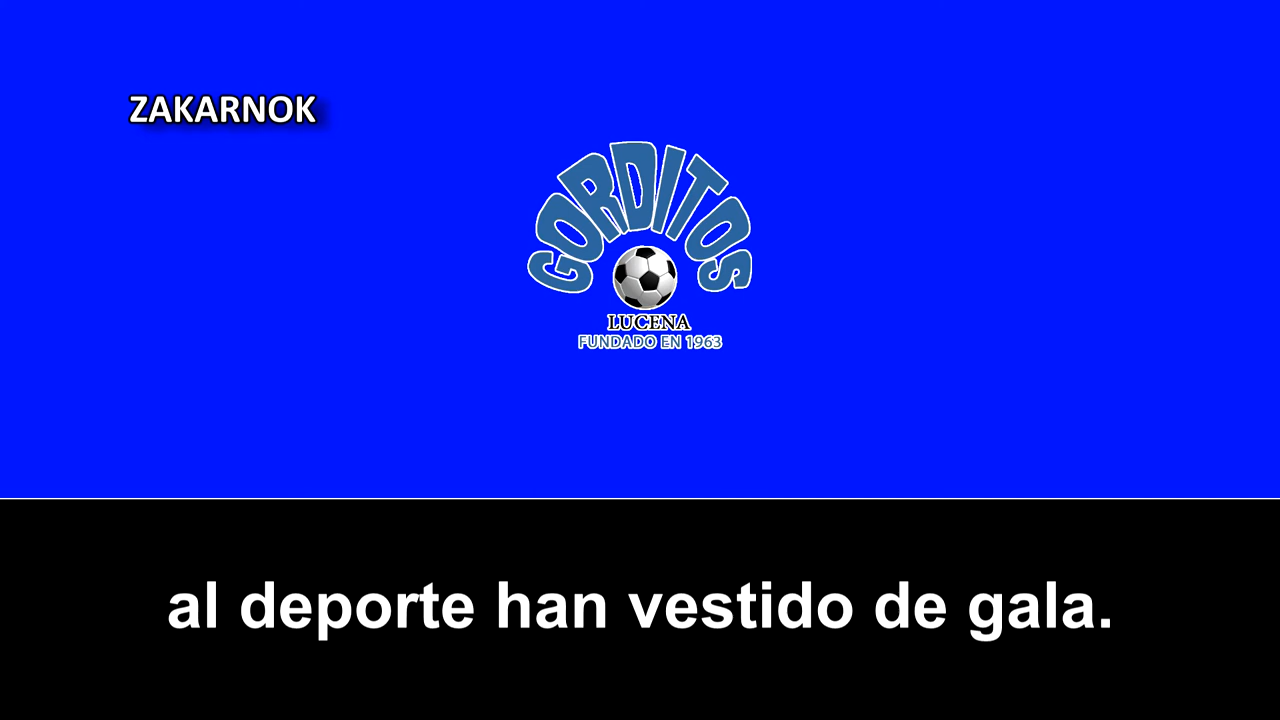 ZAKARNOK
GORDITOS
LUCENA
FUNDADO EN 1963
al deporte han vestido de gala.